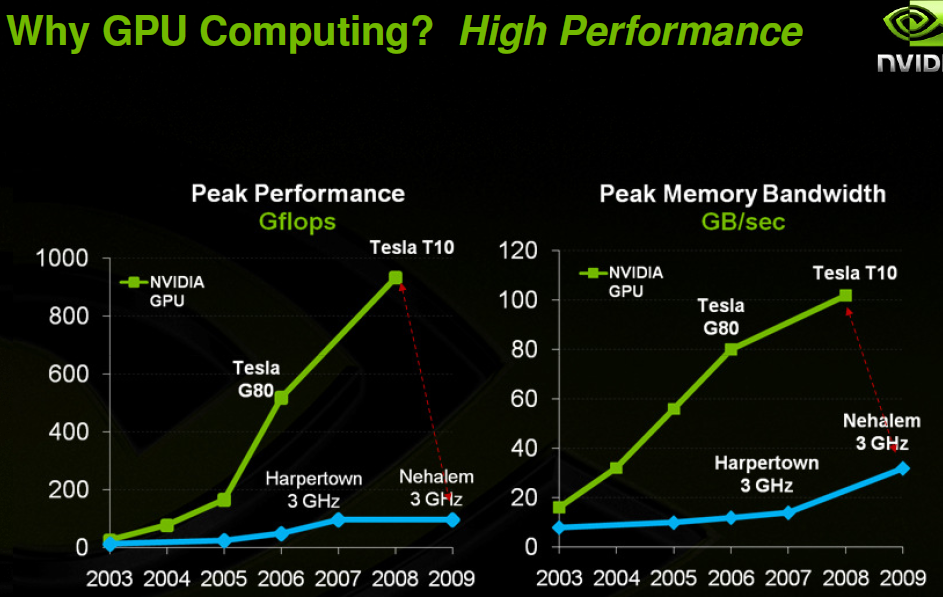 Why GPU Computing? High Performance
NVIDI
Peak Performance
Gflops
Tesla T10
1000
800
600
400
200
0
NVIDIA
GPU
Tesla
G80
Harpertown
3 GHz
Nehalem
3 GHz
2003 2004 2005 2006 2007 2008 2009
Peak Memory Bandwidth
GB/sec
120
100
80
60
40
20
0
NVIDIA
GPU
Tesla T10
Tesla
G80
Nehalem
3 GHz
Harpertown
3 GHz
2003 2004 2005 2006 2007 2008 2009